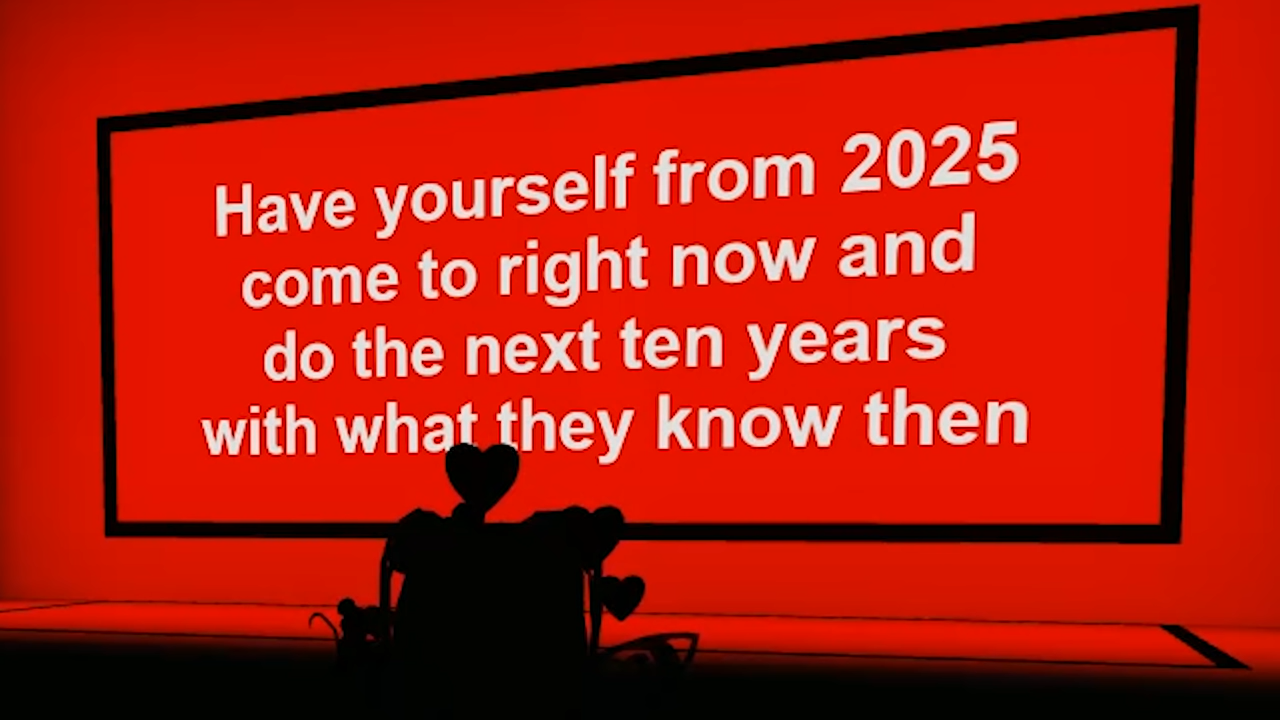 Have yourself from 2025
come to right now and
do the next ten years
with what they know then